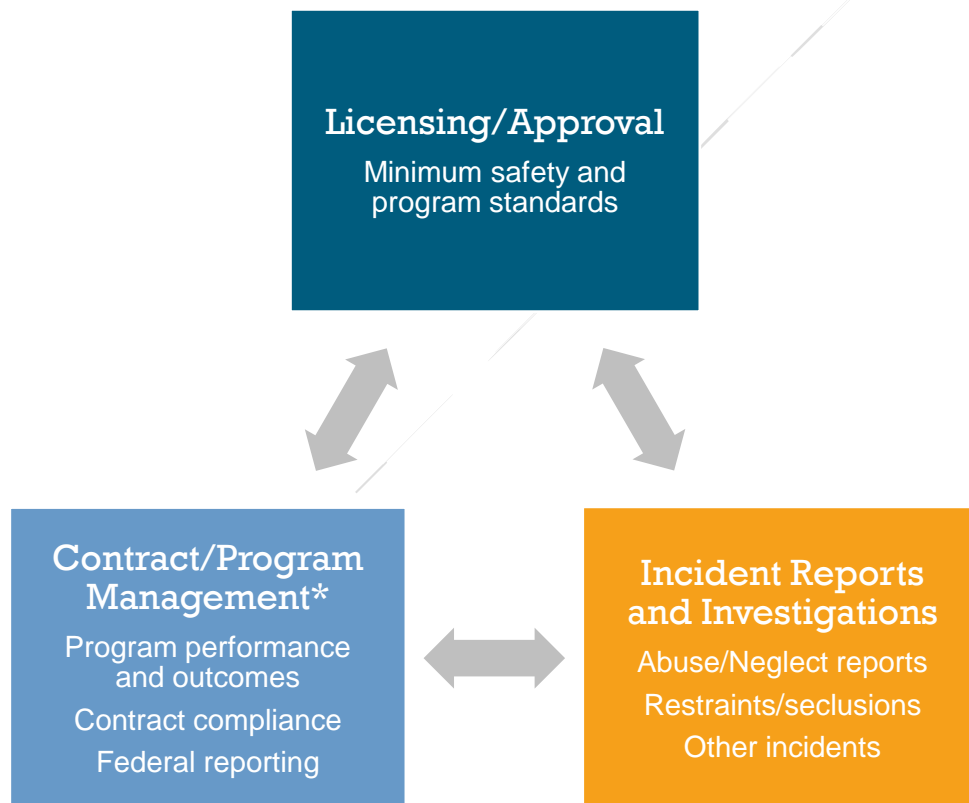 Licensing/Approval
Minimum safety and
program standards
Contract/Program
Management*
Program performance
and outcomes
Contract compliance
Federal reporting
Incident Reports
and Investigations
Abuse/Neglect reports
Restraints/seclusions
Other incidents